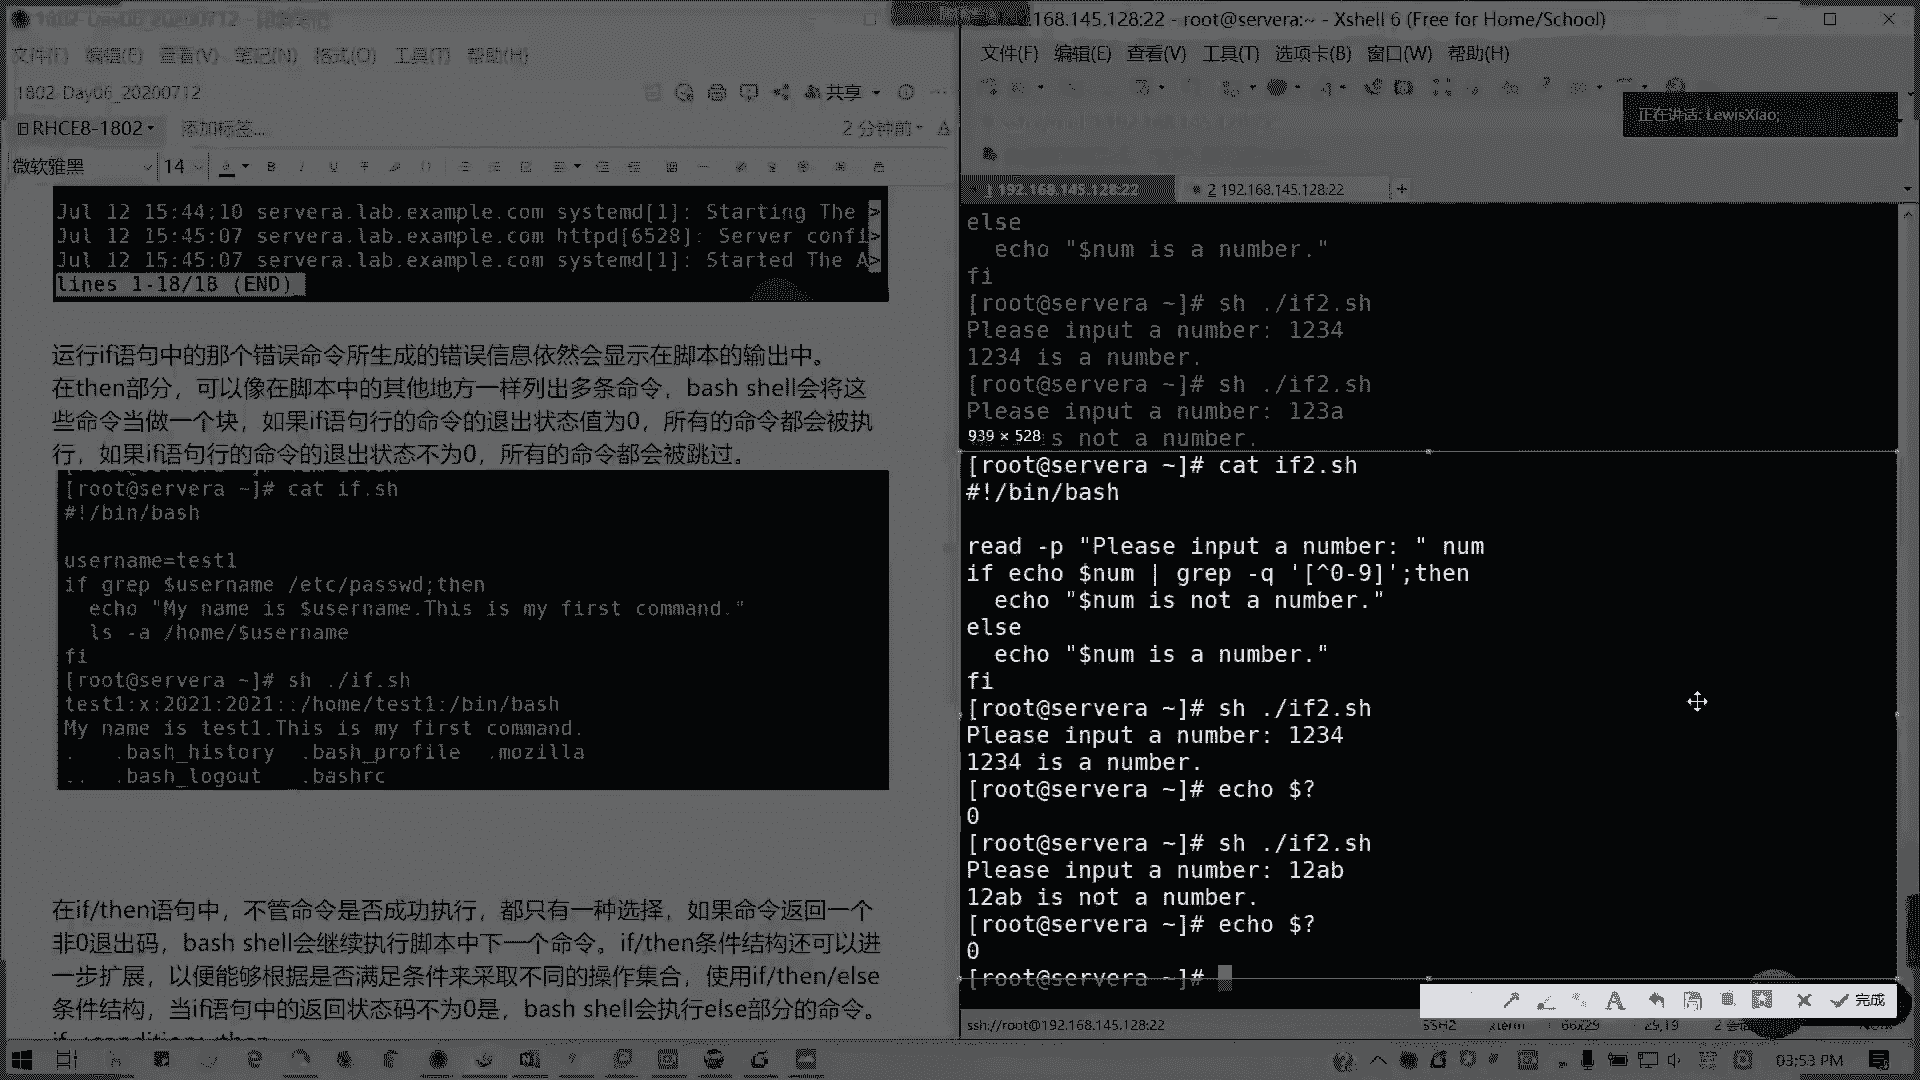 1802-Day06_20200712
文件(F) 编辑(E) 查看(V) 笔记(N) 格式(O) 工具(T) 帮助(H)
1802-Day06_20200712
共享
RHCE8-1802
添加标签...
2 分钟前
微软雅黑
14
Jul 12 15:44:10 servera.lab.example.com systemd[1]: Starting The >
Jul 12 15:45:07 servera.lab.example.com httpd[6528]: Server confi>
Jul 12 15:45:07 servera.lab.example.com systemd[1]: Started The A>
lines 1-18/18 (END)
运行if语句中的那个错误命令所生成的错误信息依然会显示在脚本的输出中。
在then部分，可以像在脚本中的其他地方一样列出多条命令，bash shell会将这
些命令当做一个块，如果if语句行的命令的退出状态值为0，所有的命令都会被执
行，如果if语句行的命令的退出状态不为0，所有的命令都会被跳过。
[root@servera ~]# cat if.sh
#!/bin/bash
username=test1
if grep $username /etc/passwd;then
echo "My name is $username.This is my first command."
ls -a /home/$username
fi
[root@servera ~]# sh ./if.sh
test1:x:2021:2021::/home/test1:/bin/bash
My name is test1.This is my first command.
. .bash_history .bash_profile .mozilla
.. .bash_logout .bashrc
在if/then语句中，不管命令是否成功执行，都只有一种选择，如果命令返回一个
非0退出码，bash shell会继续执行脚本中下一个命令。if/then条件结构还可以进
一步扩展，以便能够根据是否满足条件来采取不同的操作集合，使用if/then/else
条件结构，当if语句中的返回状态码不为0是，bash shell会执行else部分的命令。
.168.145.128:22 - root@servera:~ - Xshell 6 (Free for Home/School)
文件(F) 编辑(E) 查看(V) 工具(T) 选项卡(B) 窗口(W) 帮助(H)
正在讲话: LewisXiao;
1 192.168.145.128:22
2 192.168.145.128:22
else
echo "$num is a number."
fi
[root@servera ~]# sh ./if2.sh
Please input a number: 1234
1234 is a number.
[root@servera ~]# sh ./if2.sh
Please input a number: 123a
939 × 528
s not a number.
[root@servera ~]# cat if2.sh
#!/bin/bash
read -p "Please input a number: " num
if echo $num | grep -q '[^0-9]';then
echo "$num is not a number."
else
echo "$num is a number."
fi
[root@servera ~]# sh ./if2.sh
Please input a number: 1234
1234 is a number.
[root@servera ~]# echo $?
0
[root@servera ~]# sh ./if2.sh
Please input a number: 12ab
12ab is not a number.
[root@servera ~]# echo $?
0
[root@servera ~]#
完成
ssh://root@192.168.145.128:22
SSH2 xterm 66x29 29,19
03:53 PM